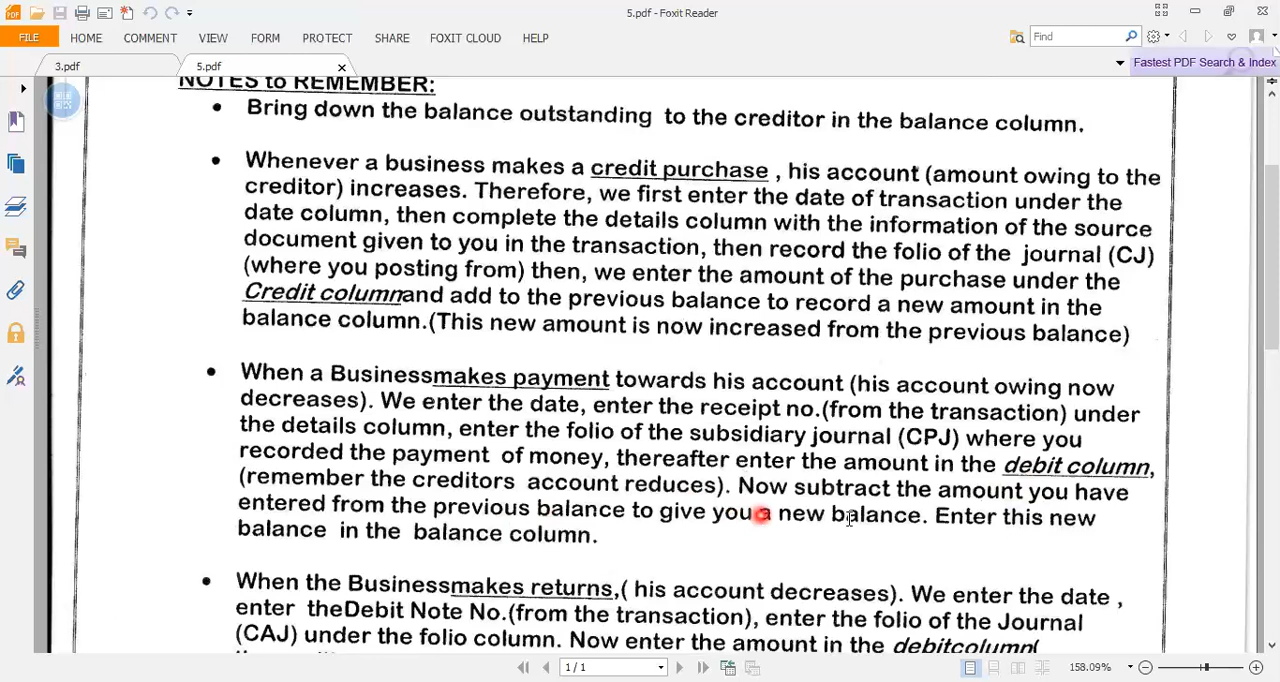 5.pdf - Foxit Reader
FILE HOME COMMENT VIEW FORM PROTECT SHARE FOXIT CLOUD HELP
Find
3.pdf 5.pdf
Fastest PDF Search & Index
NOTES to REMEMBER:
• Bring down the balance outstanding to the creditor in the balance column.
• Whenever a business makes a credit purchase , his account (amount owing to the
creditor) increases. Therefore, we first enter the date of transaction under the
date column, then complete the details column with the information of the source
document given to you in the transaction, then record the folio of the journal (CJ)
(where you posting from) then, we enter the amount of the purchase under the
Credit columnand add to the previous balance to record a new amount in the
balance column.(This new amount is now increased from the previous balance)
• When a Businessmakes payment towards his account (his account owing now
decreases). We enter the date, enter the receipt no.(from the transaction) under
the details column, enter the folio of the subsidiary journal (CPJ) where you
recorded the payment of money, thereafter enter the amount in the debit column,
(remember the creditors account reduces). Now subtract the amount you have
entered from the previous balance to give you a new balance. Enter this new
balance in the balance column.
• When the Businessmakes returns,( his account decreases). We enter the date ,
enter theDebit Note No.(from the transaction), enter the folio of the Journal
(CAJ) under the folio column. Now enter the amount in the debitcolumn(
1 / 1
158.09%